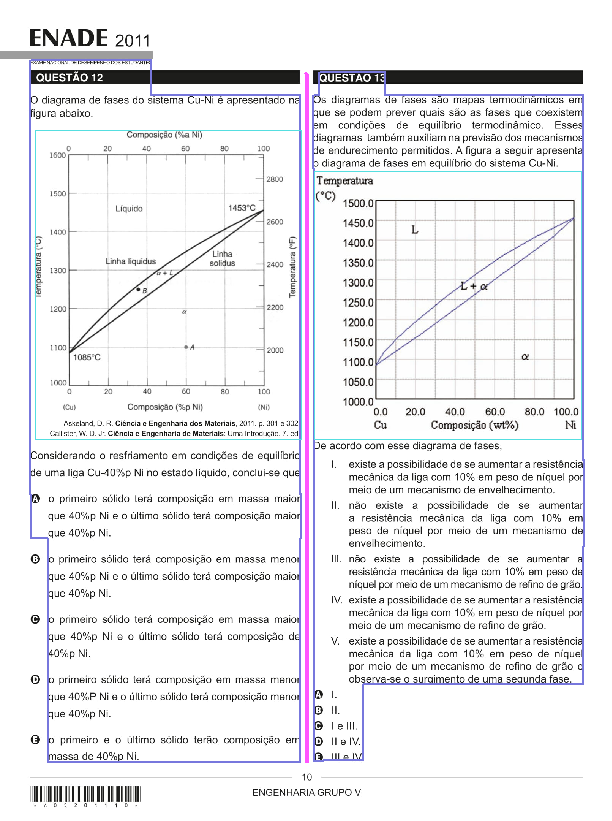 ENADE 2011
EXAME NACIONAL DE DESEMPENHO DOS ESTUDANTES
QUESTÃO 12
O diagrama de fases do sistema Cu-Ni é apresentado na
figura abaixo.
Composição (%a Ni)
0 20 40 60 80 100
1600
1500
1400
1300
1200
1100
1000
2800
2600
2400
2200
2000
Líquido
1453°C
Linha liquidus
Linha
solidus
α + L
B
α
A
1085°C
Temperatura (°C)
Temperatura (°F)
0 20 40 60 80 100
(Cu) Composição (%p Ni) (Ni)
Askeland, D. R. Ciência e Engenharia dos Materiais, 2011, p. 301 e 332
Callister, W. D. Jr. Ciência e Engenharia de Materiais: Uma Introdução, 7. ed
Considerando o resfriamento em condições de equilíbrio
de uma liga Cu-40%p Ni no estado líquido, conclui-se que
A o primeiro sólido terá composição em massa maior
que 40%p Ni e o último sólido terá composição maior
que 40%p Ni.
B o primeiro sólido terá composição em massa menor
que 40%p Ni e o último sólido terá composição maior
que 40%p Ni.
C o primeiro sólido terá composição em massa maior
que 40%p Ni e o último sólido terá composição de
40%p Ni.
D o primeiro sólido terá composição em massa menor
que 40%P Ni e o último sólido terá composição menor
que 40%p Ni.
E o primeiro e o último sólido terão composição em
massa de 40%p Ni.
QUESTÃO 13
Os diagramas de fases são mapas termodinâmicos em
que se podem prever quais são as fases que coexistem
em condições de equilíbrio termodinâmico. Esses
diagramas também auxiliam na previsão dos mecanismos
de endurecimento permitidos. A figura a seguir apresenta
o diagrama de fases em equilíbrio do sistema Cu-Ni.
Temperatura
(°C)
1500.0
1450.0
1400.0
1350.0
1300.0
1250.0
1200.0
1150.0
1100.0
1050.0
1000.0
L
L + α
α
0.0 20.0 40.0 60.0 80.0 100.0
Cu Composição (wt%) Ni
De acordo com esse diagrama de fases,
I. existe a possibilidade de se aumentar a resistência
mecânica da liga com 10% em peso de níquel por
meio de um mecanismo de envelhecimento.
II. não existe a possibilidade de se aumentar
a resistência mecânica da liga com 10% em
peso de níquel por meio de um mecanismo de
envelhecimento.
III. não existe a possibilidade de se aumentar a
resistência mecânica da liga com 10% em peso de
níquel por meio de um mecanismo de refino de grão.
IV. existe a possibilidade de se aumentar a resistência
mecânica da liga com 10% em peso de níquel por
meio de um mecanismo de refino de grão.
V. existe a possibilidade de se aumentar a resistência
mecânica da liga com 10% em peso de níquel
por meio de um mecanismo de refino de grão e
observa-se o surgimento de uma segunda fase.
A I.
B II.
C I e III.
D II e IV.
E III e IV.
10
ENGENHARIA GRUPO V